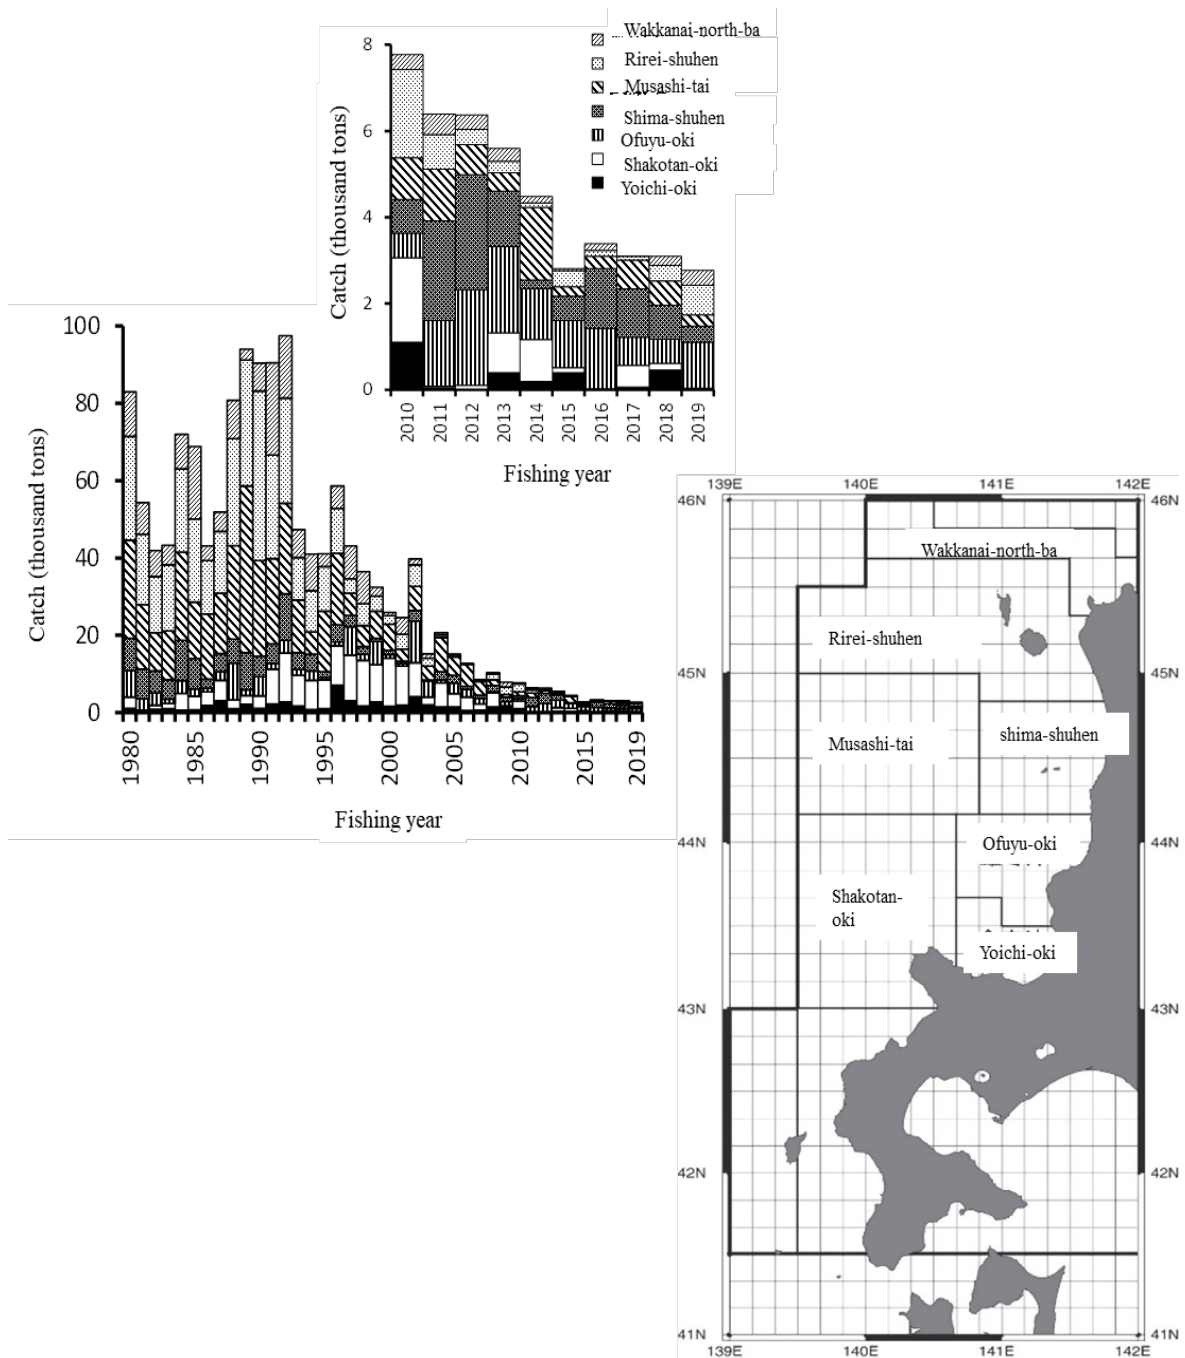 Wakkanai-north-ba
Rirei-shuhen
Musashi-tai
Shima-shuhen
Ofuyu-oki
Shakotan-oki
Yoichi-oki
Catch (thousand tons)
8
6
4
2
0
2010 2011 2012 2013 2014 2015 2016 2017 2018 2019
Fishing year
Catch (thousand tons)
100
80
60
40
20
0
1980 1985 1990 1995 2000 2005 2010 2015 2019
Fishing year
139E 140E 141E 142E
46N 46N
Wakkanai-north-ba
Rirei-shuhen
45N 45N
Musashi-tai
shima-shuhen
44N 44N
Ofuyu-oki
Shakotan-
oki
Yoichi-oki
43N 43N
42N 42N
41N 41N
139E 140E 141E 142E